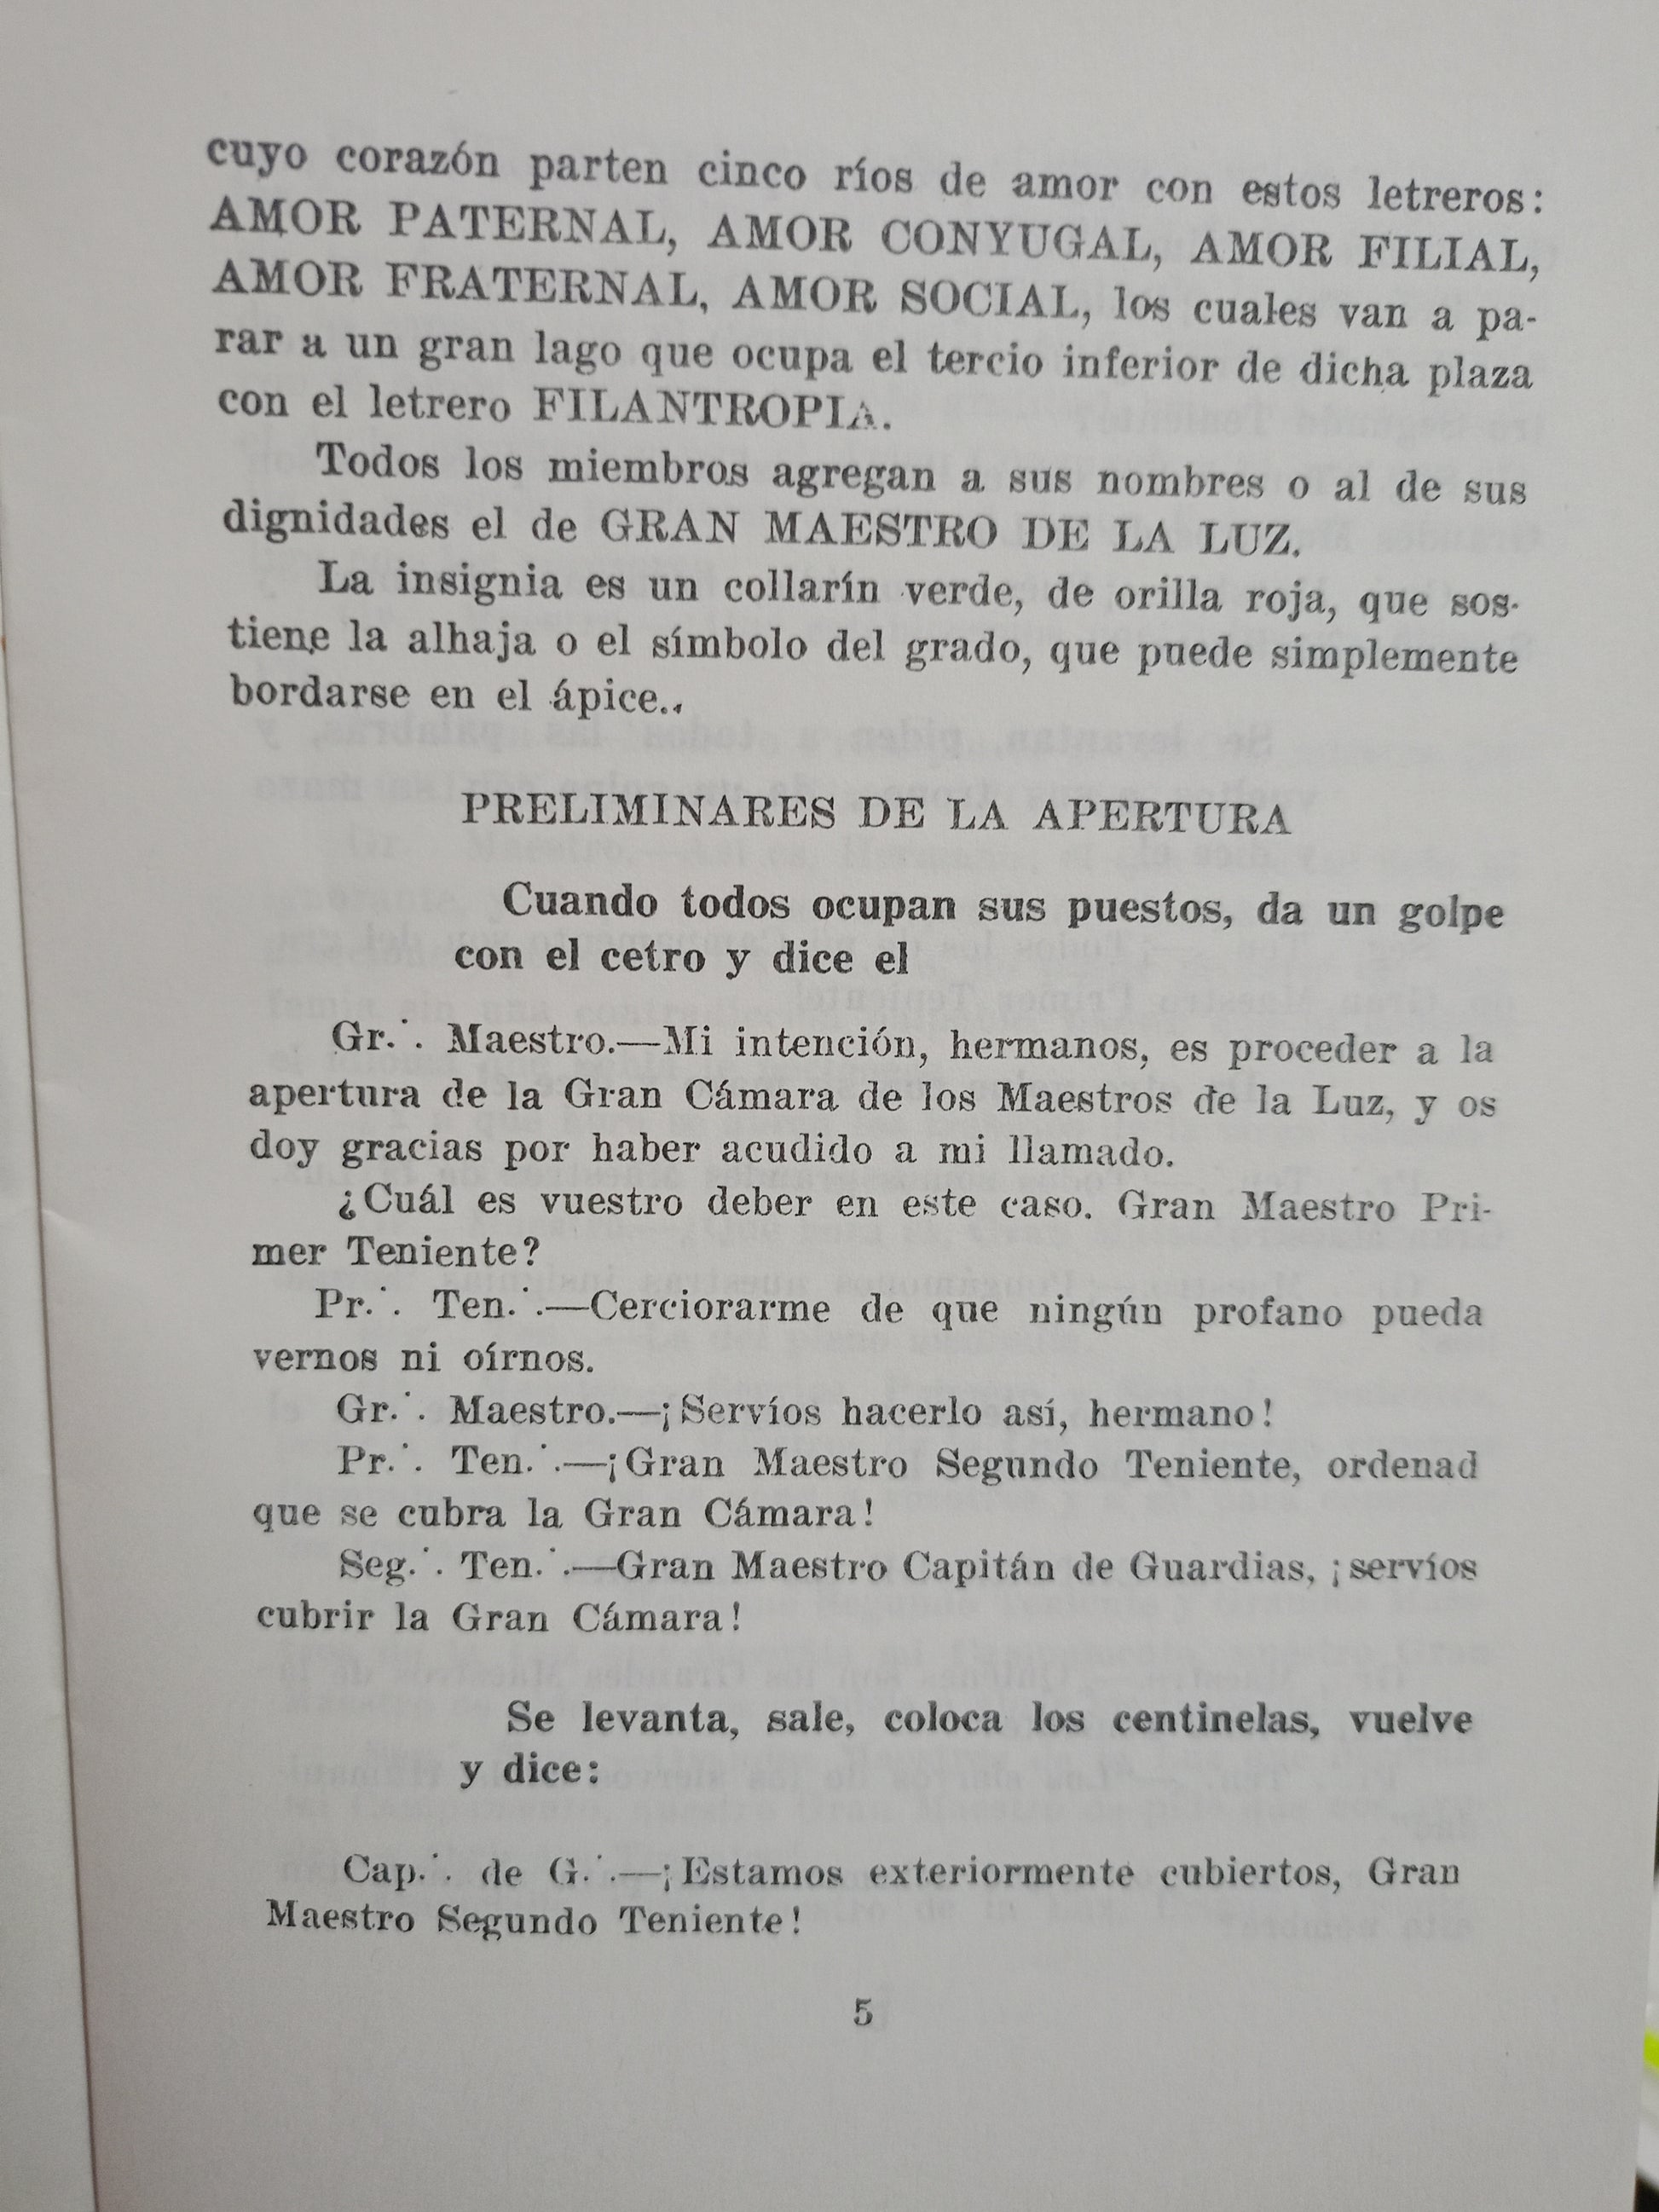 cuyo corazón parten cinco ríos de amor con estos letreros:
AMOR PATERNAL, AMOR CONYUGAL, AMOR FILIAL,
AMOR FRATERNAL, AMOR SOCIAL, los cuales van a pa-
rar a un gran lago que ocupa el tercio inferior de dicha plaza
con el letrero FILANTROPIA.
Todos los miembros agregan a sus nombres o al de sus
dignidades el de GRAN MAESTRO DE LA LUZ.
La insignia es un collarín verde, de orilla roja, que sos-
tiene la alhaja o el símbolo del grado, que puede simplemente
bordarse en el ápice..
PRELIMINARES DE LA APERTURA
Cuando todos ocupan sus puestos, da un golpe
con el cetro y dice el
Gr.˙. Maestro.—Mi intención, hermanos, es proceder a la
apertura de la Gran Cámara de los Maestros de la Luz, y os
doy gracias por haber acudido a mi llamado.
¿Cuál es vuestro deber en este caso. Gran Maestro Pri-
mer Teniente?
Pr.˙. Ten.˙.—Cerciorarme de que ningún profano pueda
vernos ni oírnos.
Gr.˙. Maestro.—¡Servíos hacerlo así, hermano!
Pr.˙. Ten.˙.—¡Gran Maestro Segundo Teniente, ordenad
que se cubra la Gran Cámara!
Seg.˙. Ten.˙.—Gran Maestro Capitán de Guardias, ¡servíos
cubrir la Gran Cámara!
Se levanta, sale, coloca los centinelas, vuelve
y dice:
Cap.˙. de G.˙.—¡Estamos exteriormente cubiertos, Gran
Maestro Segundo Teniente!
5